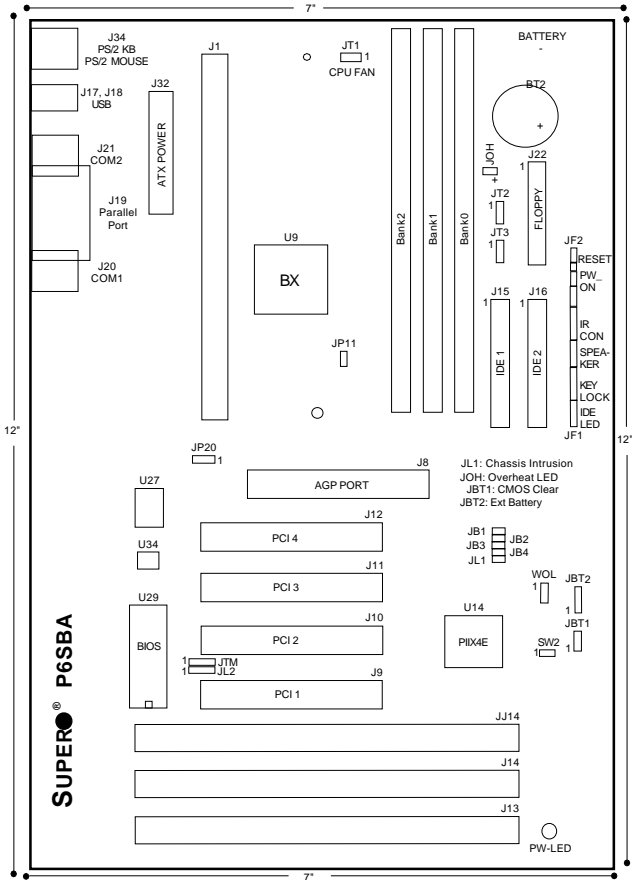 7"
J34
PS/2 KB
PS/2 MOUSE
J1
JT1
1
CPU FAN
BATTERY
-
BT2
+
J17, J18
USB
J32
ATX POWER
J21
COM2
J19
Parallel
Port
J20
COM1
Bank2
Bank1
Bank0
JOH
+
1
J22
FLOPPY
JT2
1
JT3
1
U9
BX
JF2
RESET
PW_
ON
IR
CON
SPEA-
KER
KEY
LOCK
IDE
LED
JF1
J15
1
IDE 1
J16
1
IDE 2
JP11
12"
12"
JP20
1
J8
AGP PORT
JL1: Chassis Intrusion
JOH: Overheat LED
JBT1: CMOS Clear
JBT2: Ext Battery
U27
J12
PCI 4
U34
J11
PCI 3
JB1
JB2
JB3
JB4
JL1
WOL
1
JBT2
1
U29
BIOS
J10
PCI 2
U14
PIIX4E
JBT1
1
SW2
1
1
JTM
1
JL2
J9
PCI 1
SUPER® P6SBA
JJ14
J14
J13
PW-LED
7"